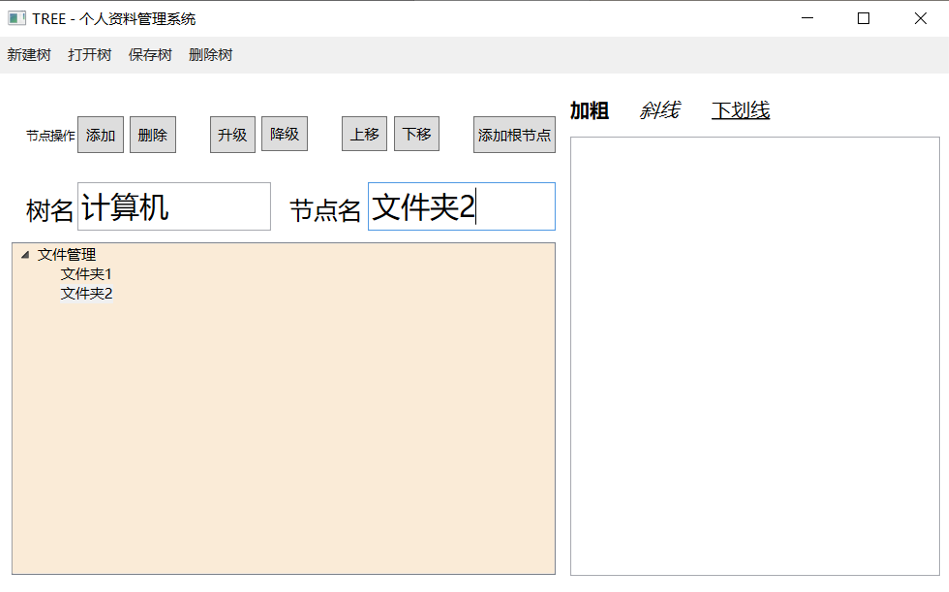 TREE - 个人资料管理系统
新建树 打开树 保存树 删除树
节点操作 添加 删除 升级 降级 上移 下移 添加根节点
加粗 斜线 下划线
树名 计算机 节点名 文件夹2
文件管理
文件夹1
文件夹2